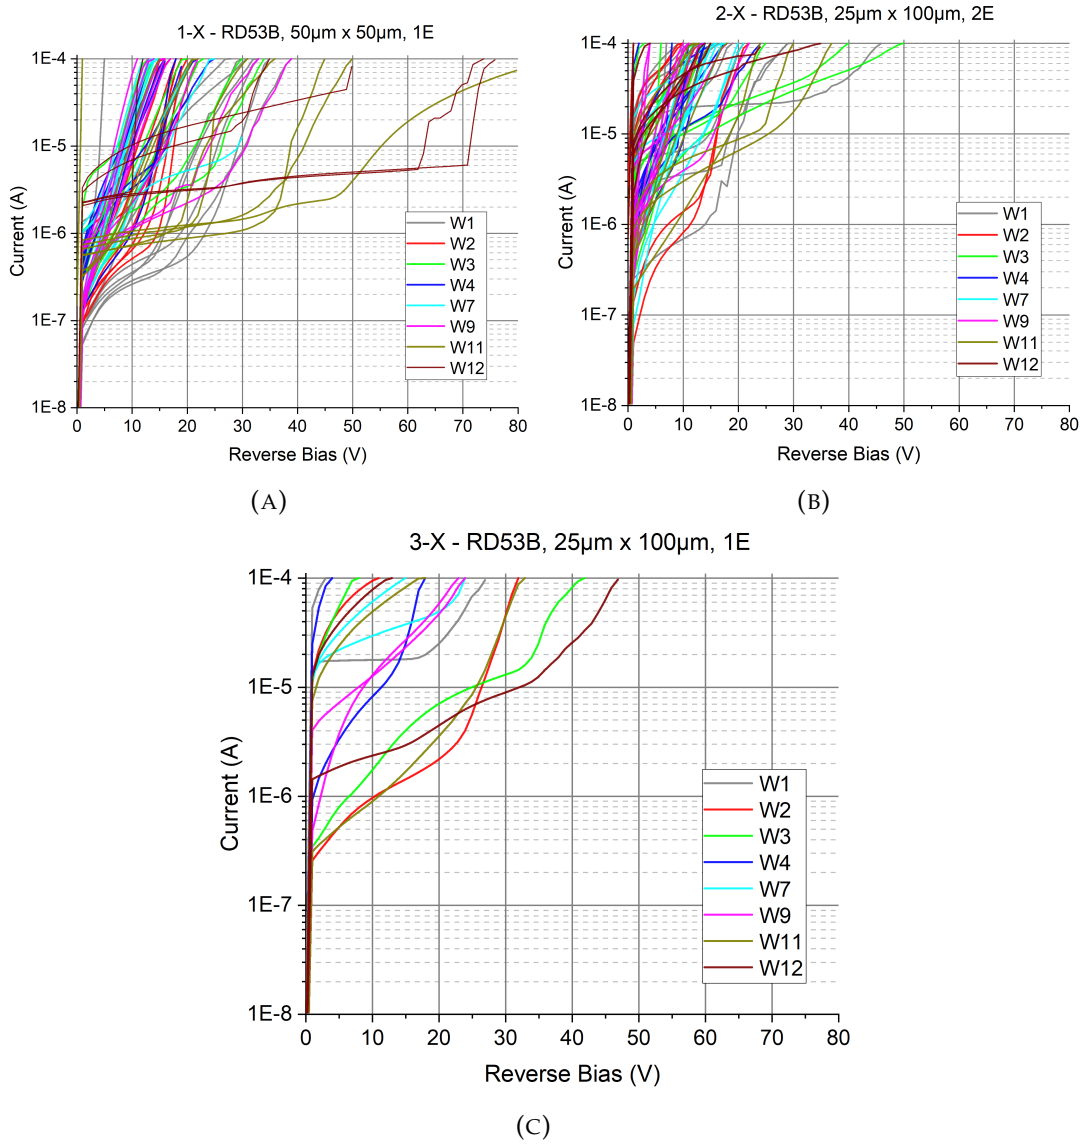 1-X - RD53B, 50µm x 50µm, 1E
1E-4
1E-5
1E-6
1E-7
1E-8
Current (A)
W1
W2
W3
W4
W7
W9
W11
W12
0 10 20 30 40 50 60 70 80
Reverse Bias (V)
(A)
2-X - RD53B, 25µm x 100µm, 2E
1E-4
1E-5
1E-6
1E-7
1E-8
Current (A)
W1
W2
W3
W4
W7
W9
W11
W12
0 10 20 30 40 50 60 70 80
Reverse Bias (V)
(B)
3-X - RD53B, 25µm x 100µm, 1E
1E-4
1E-5
1E-6
1E-7
1E-8
Current (A)
W1
W2
W3
W4
W7
W9
W11
W12
0 10 20 30 40 50 60 70 80
Reverse Bias (V)
(C)